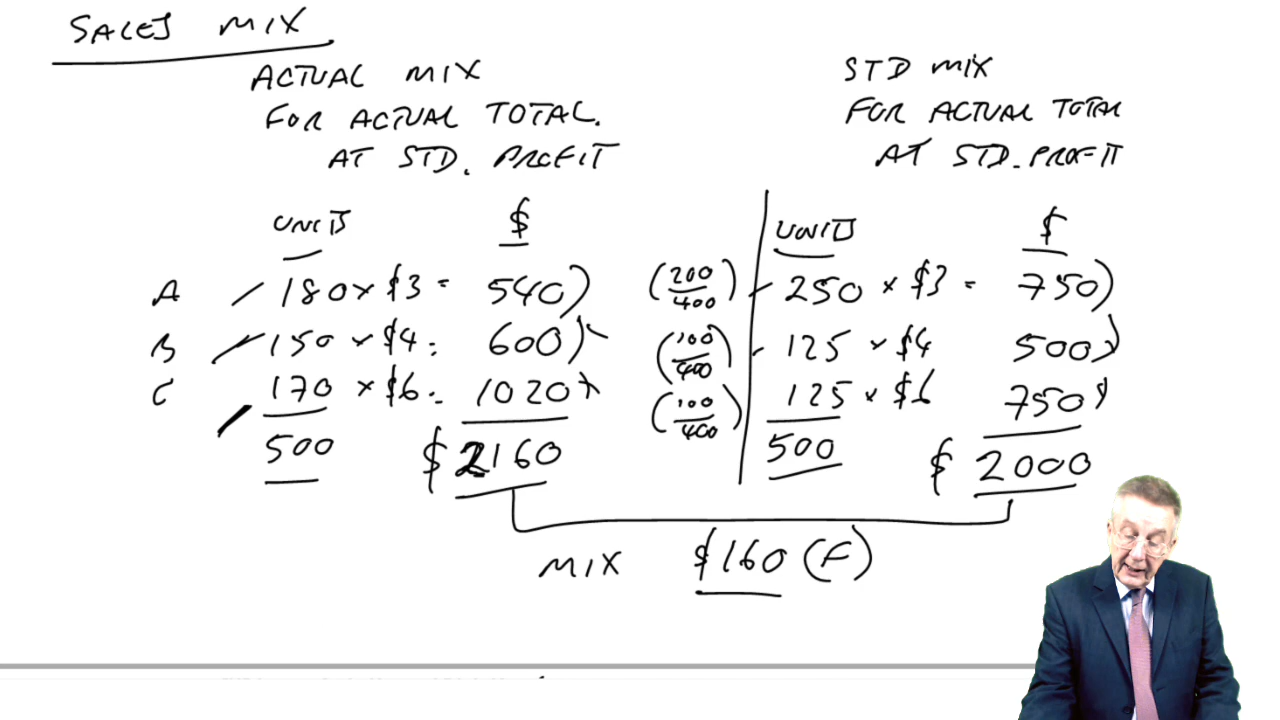 SALES MIX
ACTUAL MIX
FOR ACTUAL TOTAL.
AT STD. PROFIT
STD MIX
FOR ACTUAL TOTAL
AT STD. PROFIT
UNITS $
UNITS $
A 180 × $3 = 540)
B 150 × $4 = 600)
C 170 × $6 = 1020)
500 $2160
(200/400) 250 × $3 = 750)
(100/400) 125 × $4 500)
(100/400) 125 × $6 750)
500 $2000
MIX $160 (F)